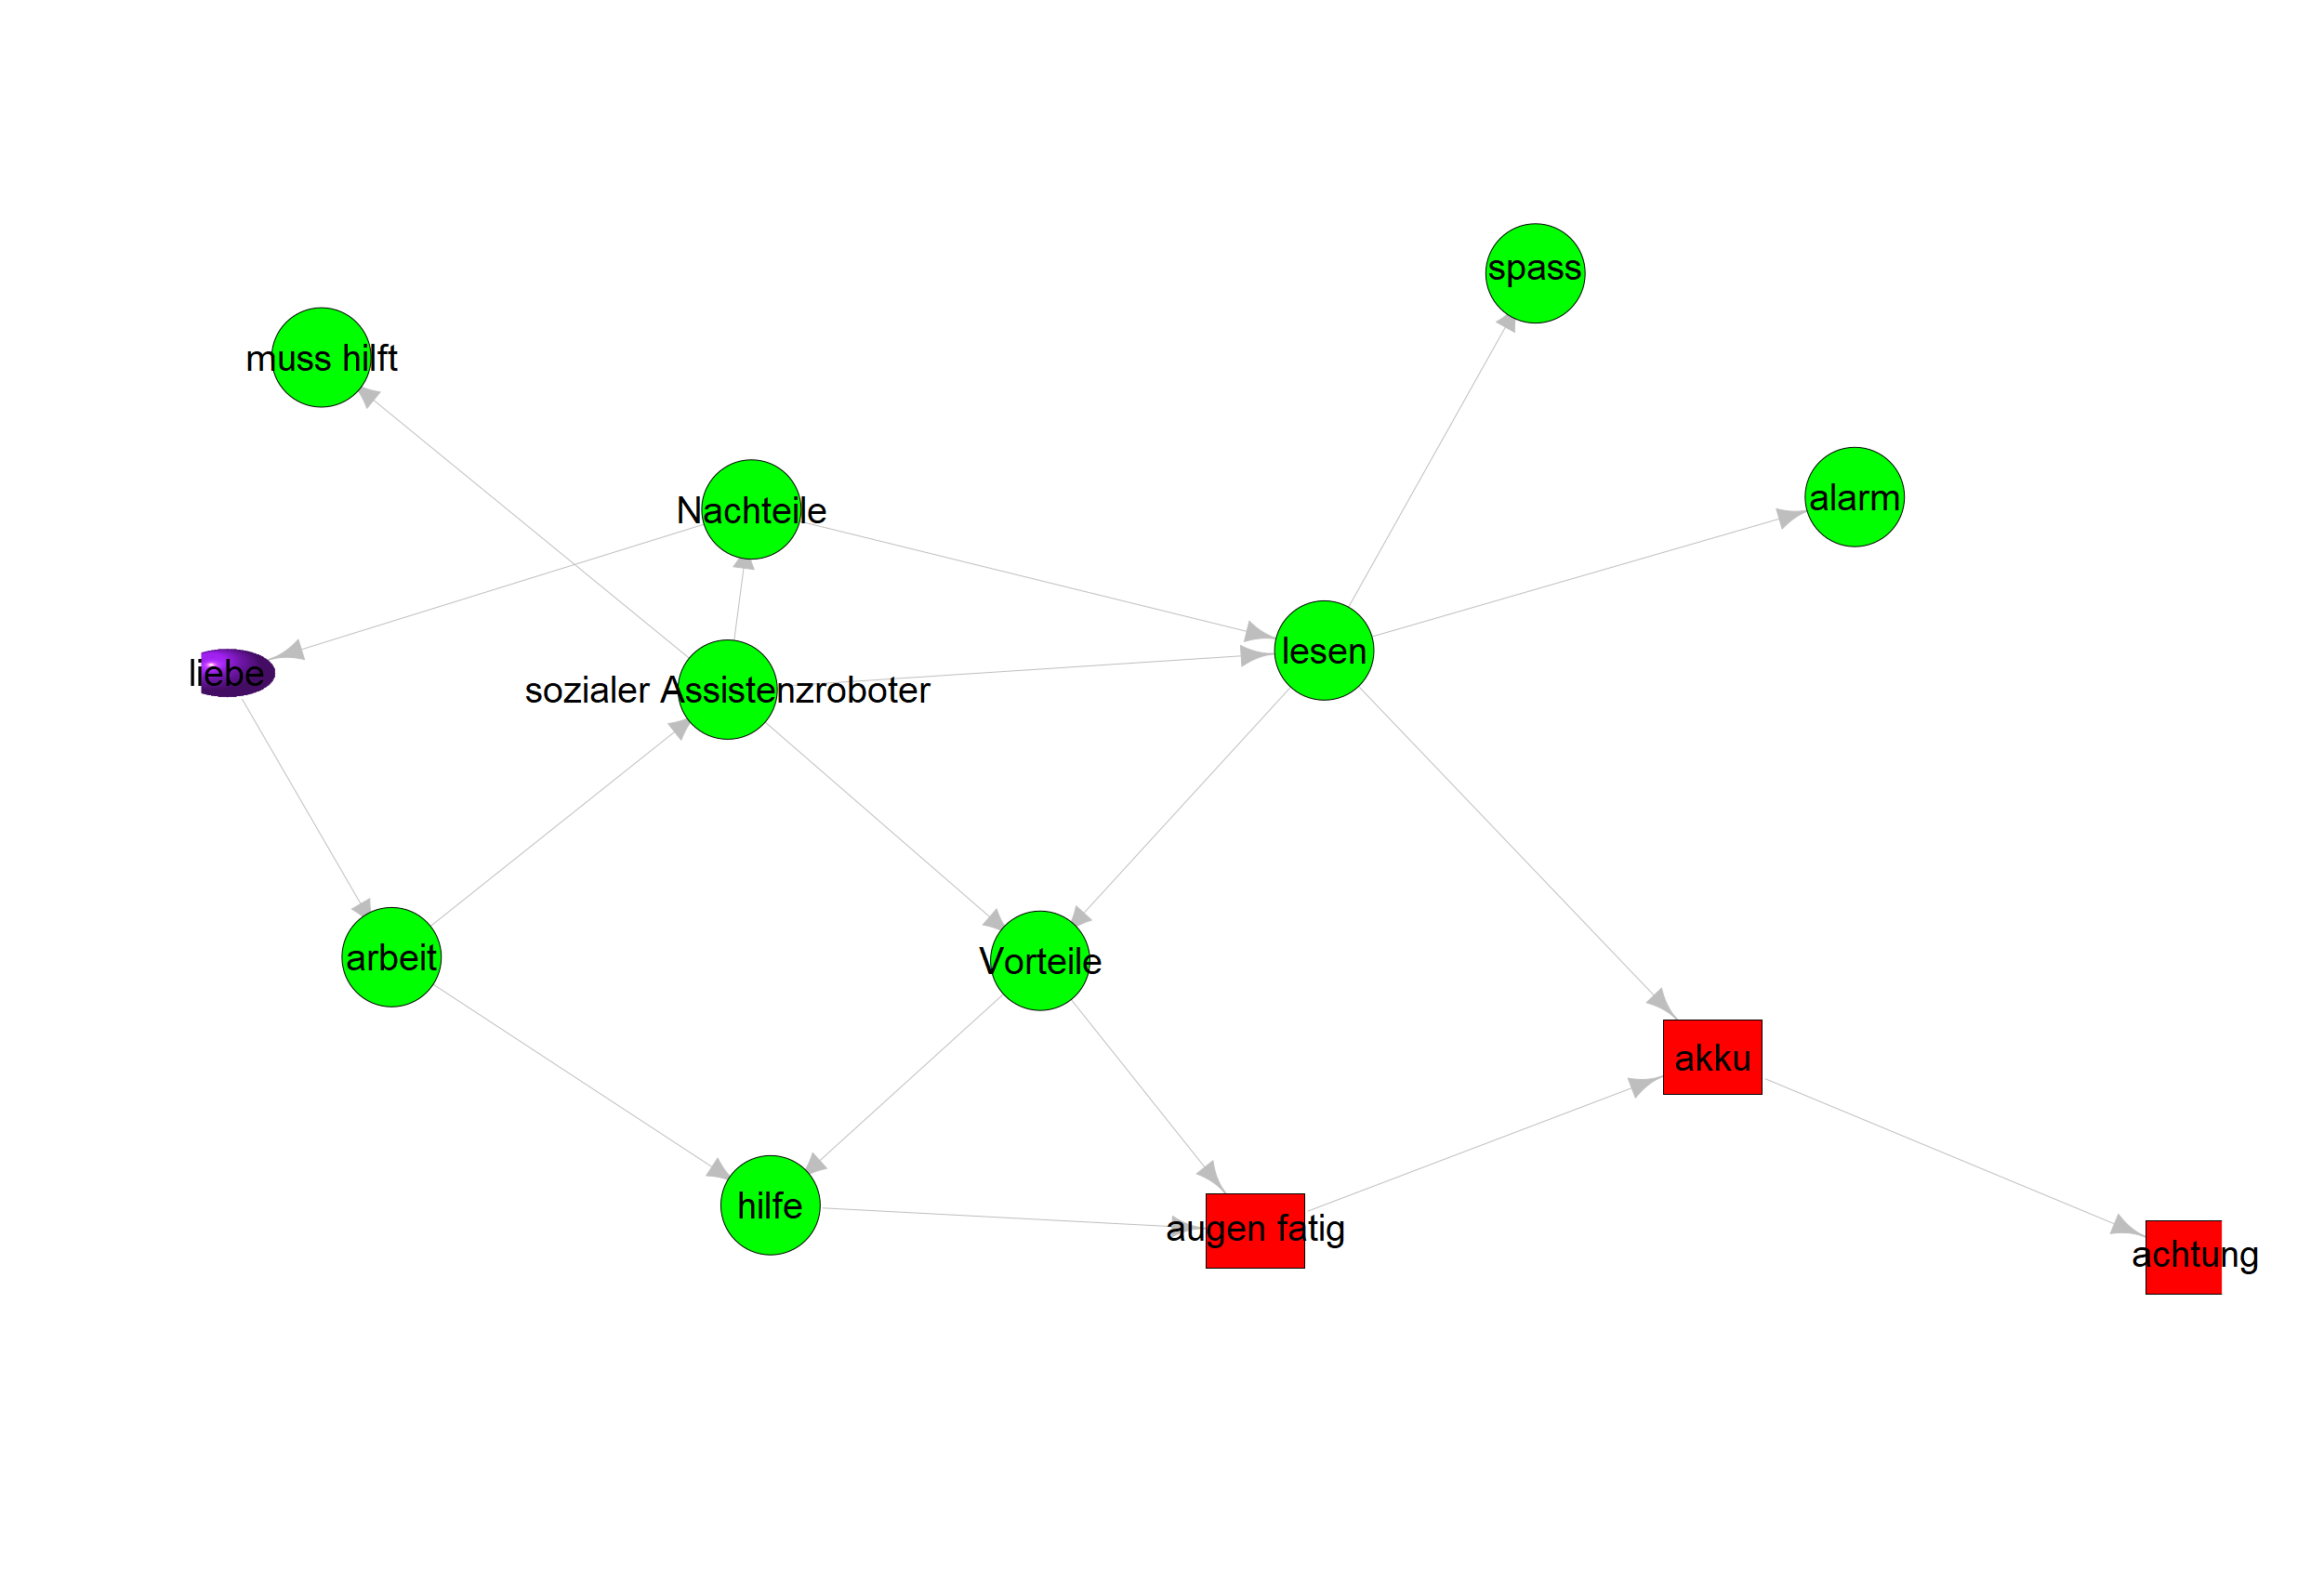 spass
muss hilft
alarm
Nachteile
lesen
liebe
sozialer Assistenzroboter
arbeit
Vorteile
akku
hilfe
augen fatig
achtung